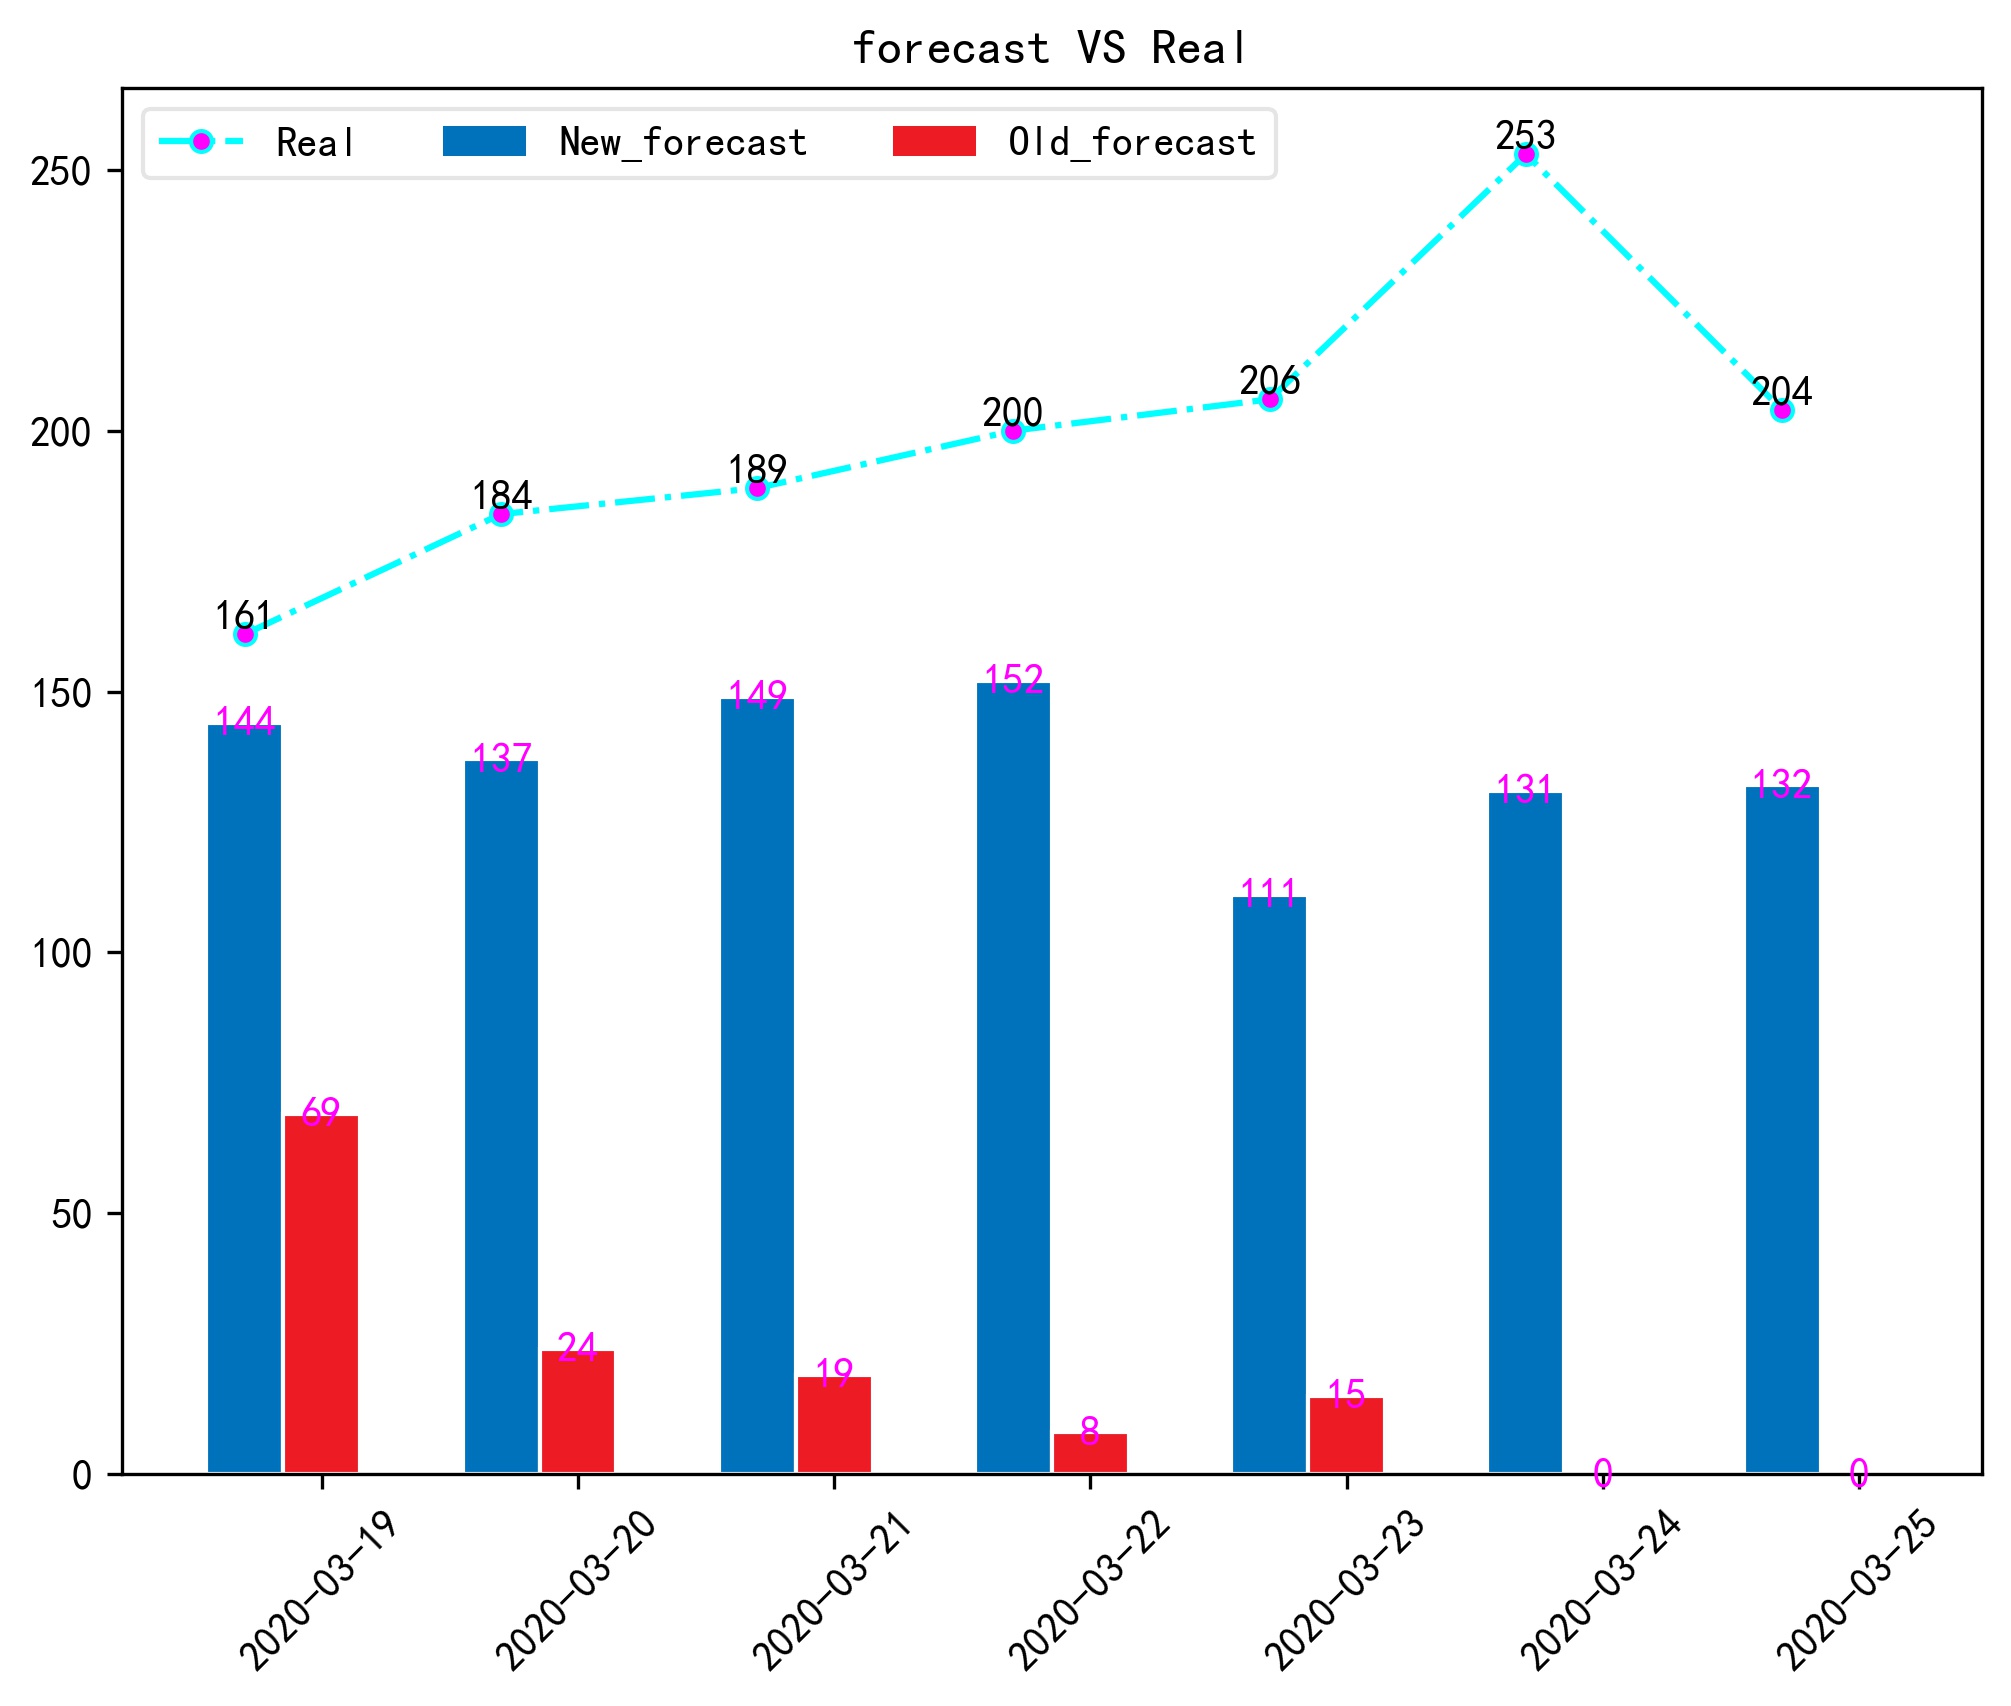 forecast VS Real
Real New_forecast Old_forecast
250
200
150
100
50
0
161 184 189 200 206 253 204
144 137 149 152 111 131 132
69 24 19 8 15 0 0
2020-03-19 2020-03-20 2020-03-21 2020-03-22 2020-03-23 2020-03-24 2020-03-25